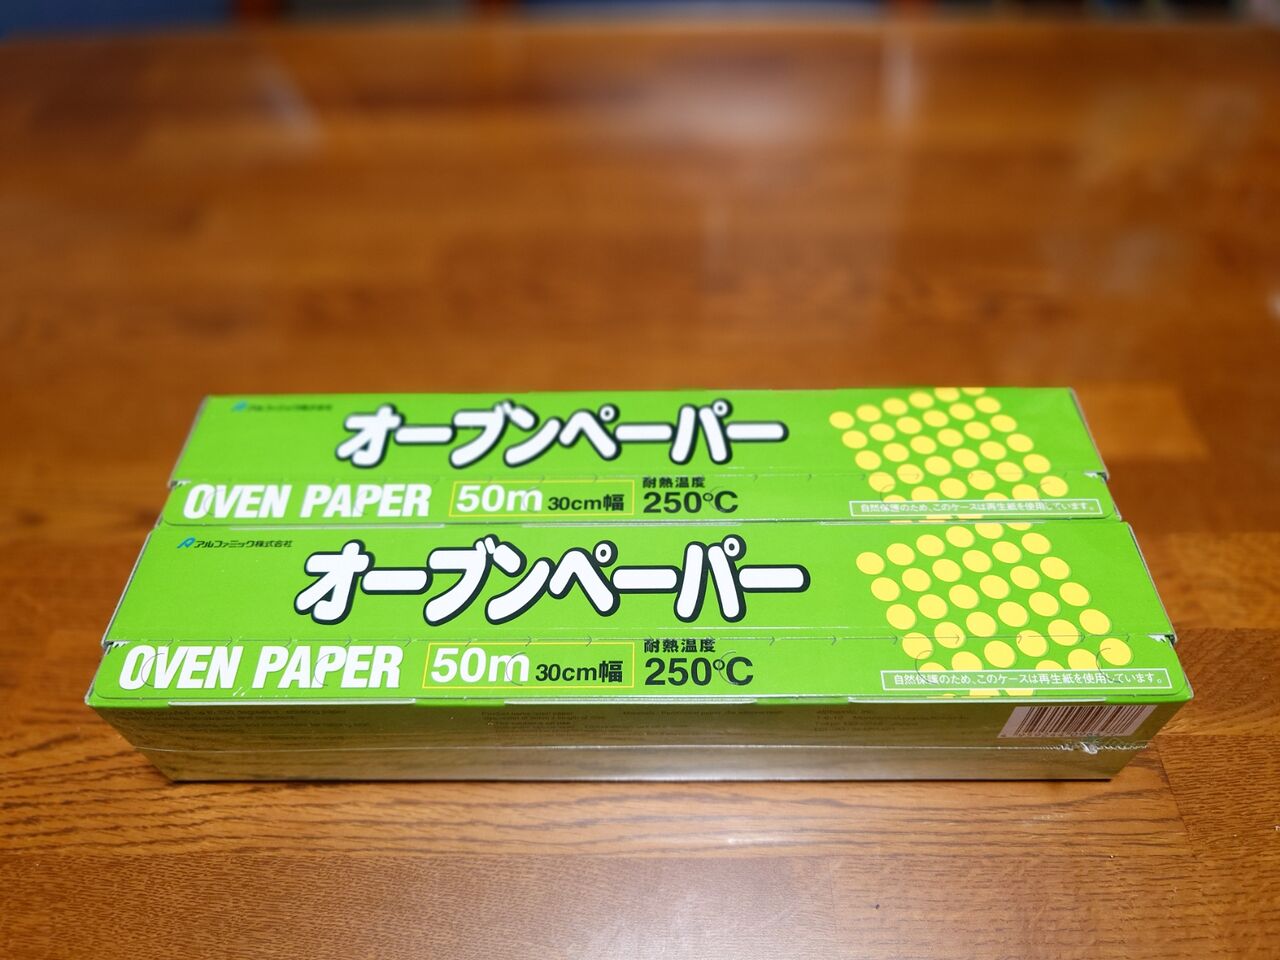 アルファミック株式会社
オーブンペーパー
OVEN PAPER 50m 30cm幅 耐熱温度 250°C
自然保護のため、このケースは再生紙を使用しています。
アルファミック株式会社
オーブンペーパー
OVEN PAPER 50m 30cm幅 耐熱温度 250°C
自然保護のため、このケースは再生紙を使用しています。